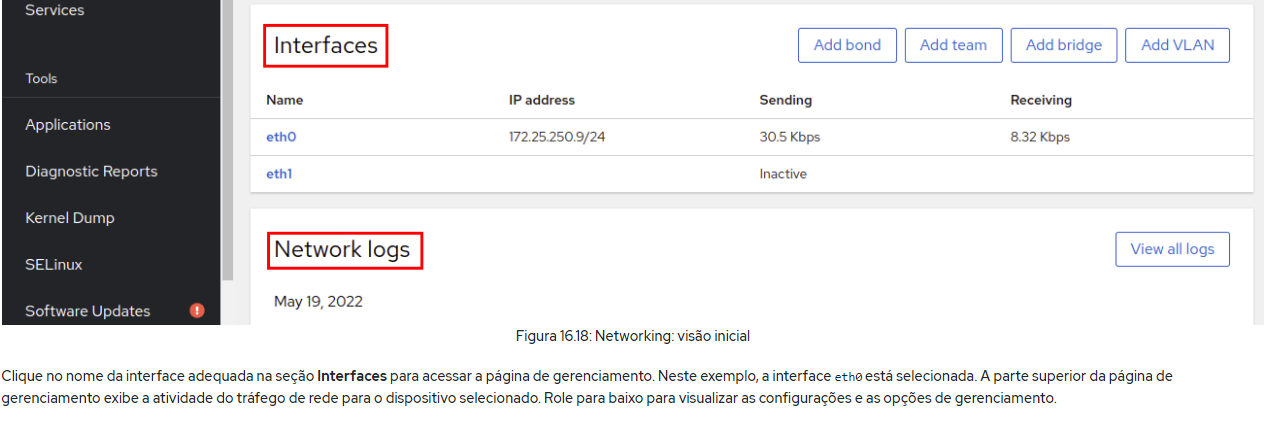 Services
Tools
Applications
Diagnostic Reports
Kernel Dump
SELinux
Software Updates
Interfaces
Add bond Add team Add bridge Add VLAN
Name IP address Sending Receiving
eth0 172.25.250.9/24 30.5 Kbps 8.32 Kbps
eth1 Inactive
Network logs
View all logs
May 19, 2022
Figura 16.18: Networking: visão inicial
Clique no nome da interface adequada na seção Interfaces para acessar a página de gerenciamento. Neste exemplo, a interface eth0 está selecionada. A parte superior da página de
gerenciamento exibe a atividade do tráfego de rede para o dispositivo selecionado. Role para baixo para visualizar as configurações e as opções de gerenciamento.